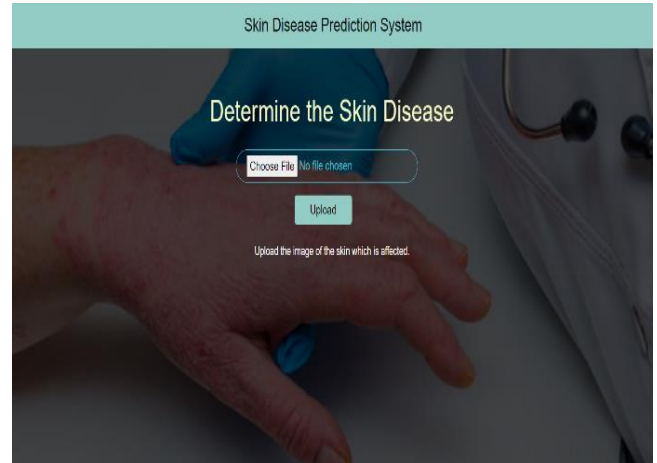 Skin Disease Prediction System
Determine the Skin Disease
Choose File No file chosen
Upload
Upload the image of the skin which is affected.